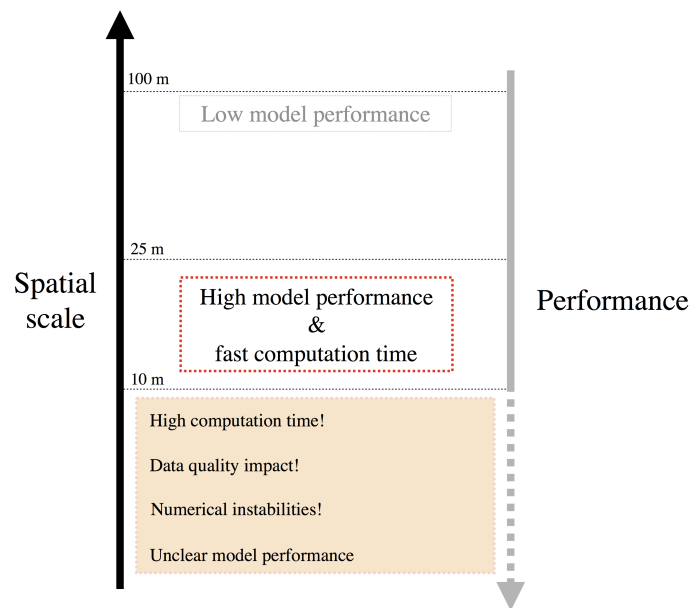 100 m
Low model performance
25 m
Spatial
scale
High model performance
&
fast computation time
Performance
10 m
High computation time!
Data quality impact!
Numerical instabilities!
Unclear model performance